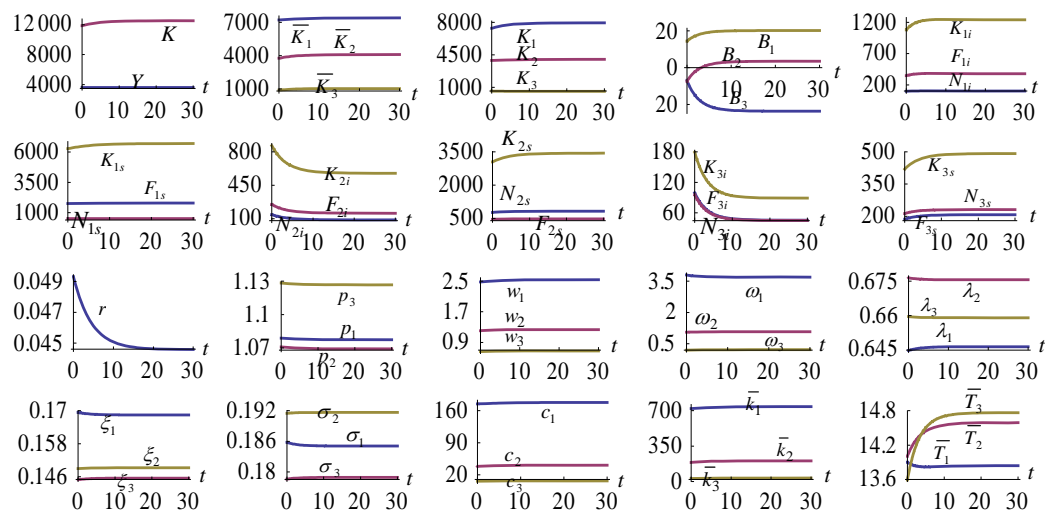 12 000
8000
4000
K
Y
0 10 20 30
t
7000
4000
1000
K̅₁
K̅₂
K̅₃
0 10 20 30
t
8000
4500
1000
K₁
K₂
K₃
0 10 20 30
t
20
0
20
B₁
B₂
B₃
0 10 20 30
t
1200
700
200
K₁ᵢ
F₁ᵢ
N₁ᵢ
0 10 20 30
t
6000
3500
1000
K₁ₛ
F₁ₛ
N₁ₛ
0 10 20 30
t
800
450
100
K₂ᵢ
F₂ᵢ
N₂ᵢ
0 10 20 30
t
3500
2000
500
K₂ₛ
N₂ₛ
F₂ₛ
0 10 20 30
t
180
120
60
K₃ᵢ
F₃ᵢ
N₃ᵢ
0 10 20 30
t
500
350
200
K₃ₛ
N₃ₛ
F₃ₛ
0 10 20 30
t
0.049
0.047
0.045
r
0 10 20 30
t
1.13
1.1
1.07
p₃
p₁
p₂
0 10 20 30
t
2.5
1.7
0.9
w₁
w₂
w₃
0 10 20 30
t
3.5
2
0.5
ω₁
ω₂
ω₃
0 10 20 30
t
0.675
0.66
0.645
λ₂
λ₃
λ₁
0 10 20 30
t
0.17
0.158
0.146
ξ₁
ξ₂
ξ₃
0 10 20 30
t
0.192
0.186
0.18
σ₂
σ₁
σ₃
0 10 20 30
t
160
90
20
c₁
c₂
c₃
0 10 20 30
t
700
350
0
k̅₁
k̅₂
k̅₃
0 10 20 30
t
14.8
14.2
13.6
T̅₃
T̅₂
T̅₁
0 10 20 30
t